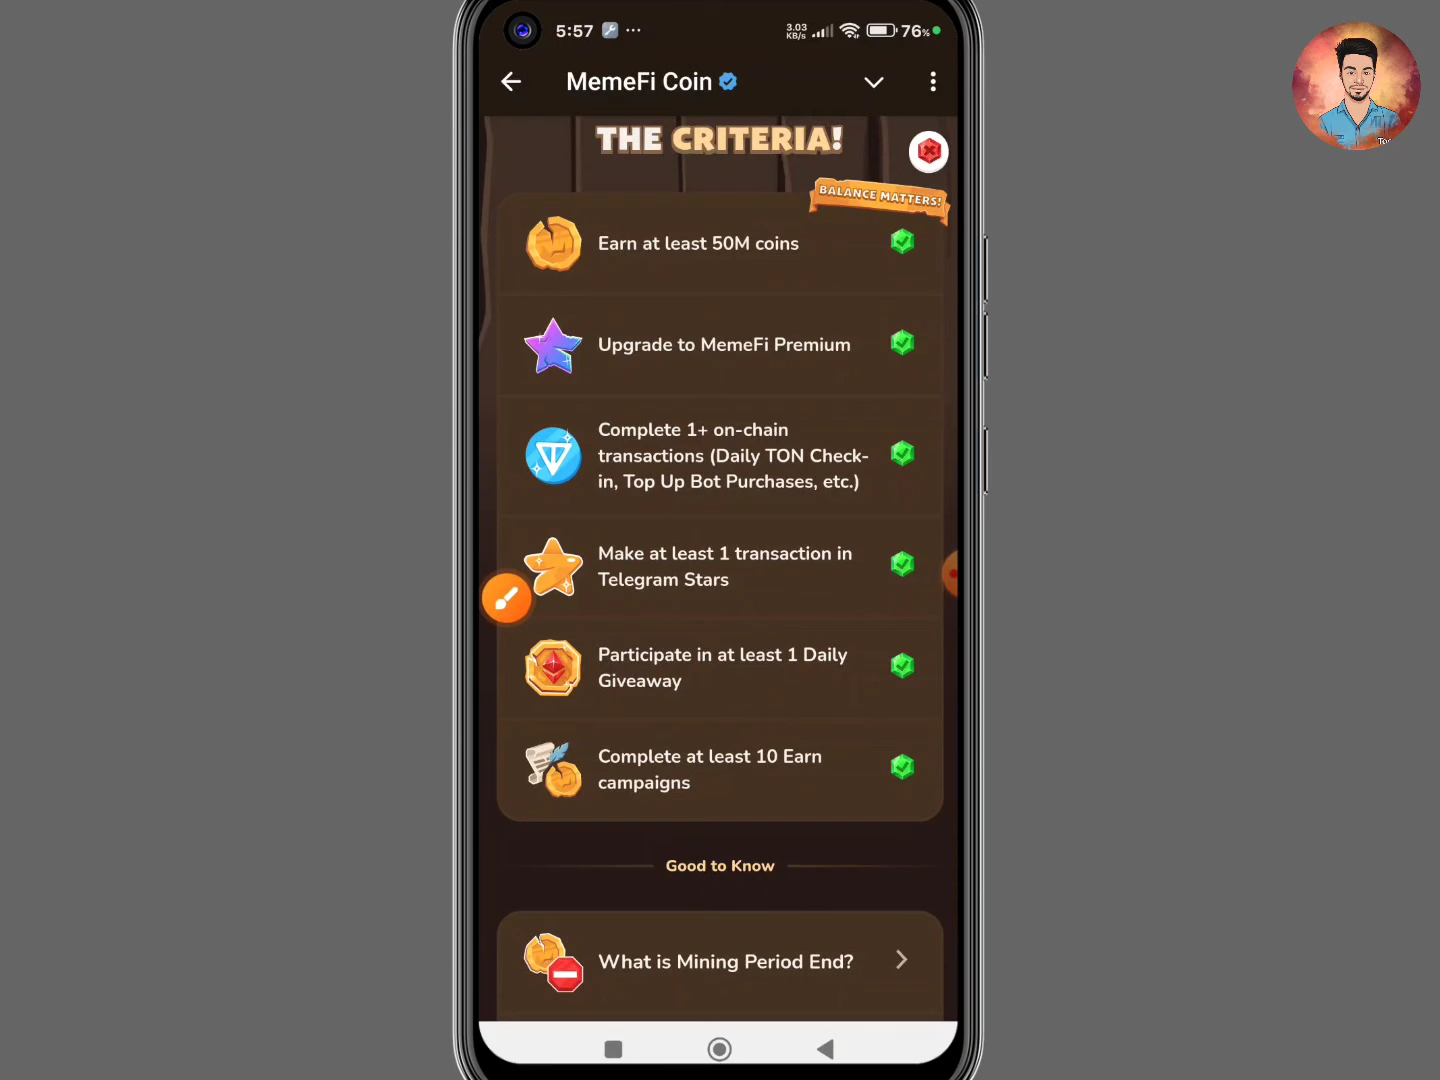 5:57
3.03
KB/s
76%
MemeFi Coin
THE CRITERIA!
BALANCE MATTERS!
Earn at least 50M coins
Upgrade to MemeFi Premium
Complete 1+ on-chain
transactions (Daily TON Check-
in, Top Up Bot Purchases, etc.)
Make at least 1 transaction in
Telegram Stars
Participate in at least 1 Daily
Giveaway
Complete at least 10 Earn
campaigns
Good to Know
What is Mining Period End?